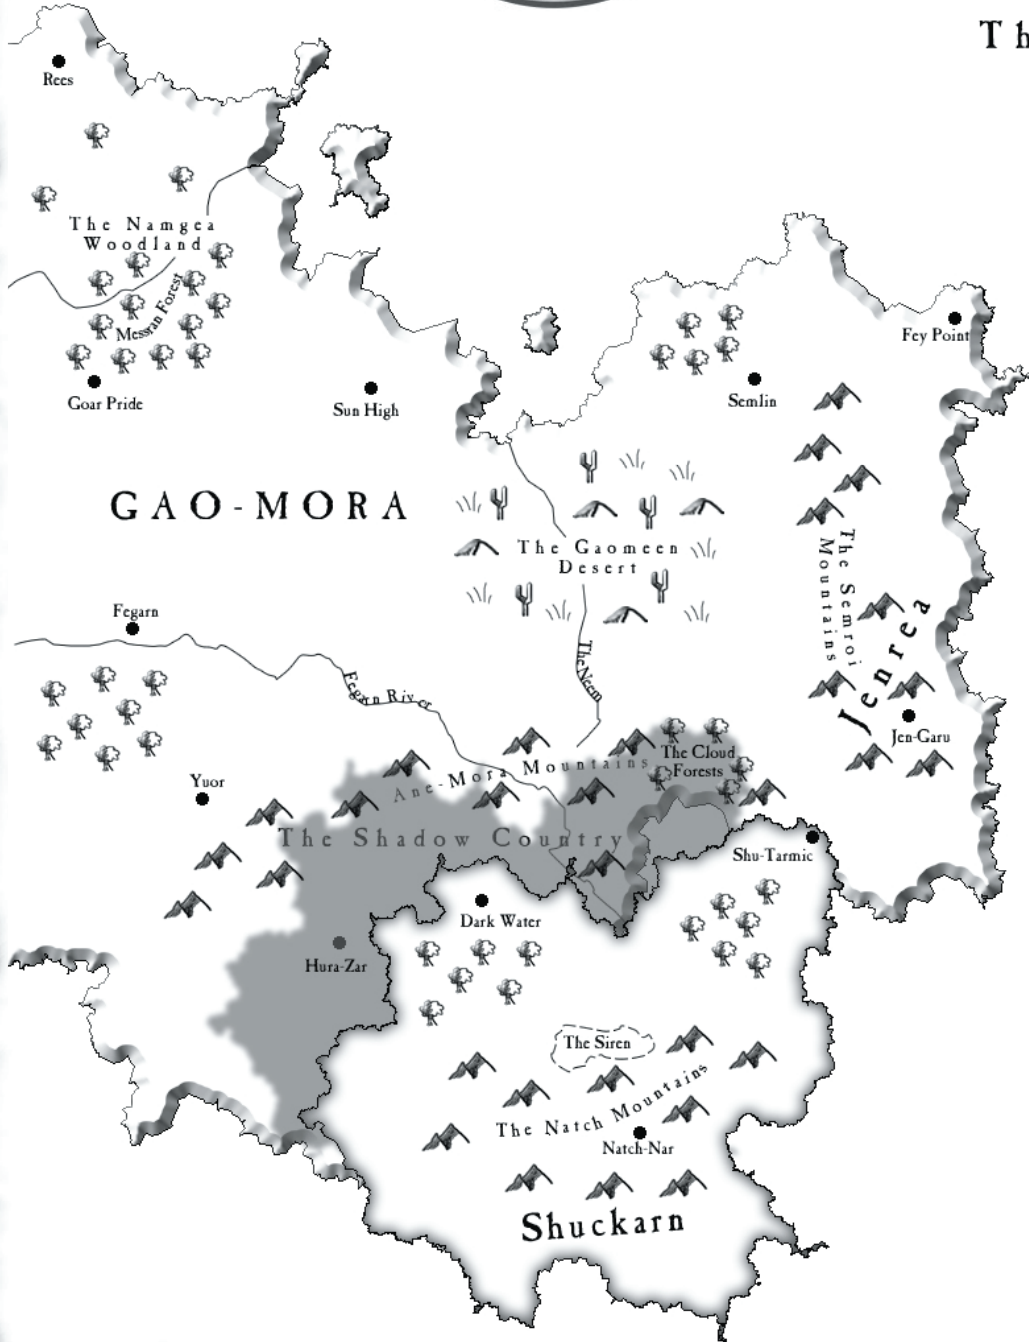 Th
Rees
The Namgea
Woodland
Messran Forest
Goar Pride
Sun High
Fey Point
Semlin
GAO-MORA
The Gaomeen
Desert
The Semroi
Mountains
Jenrea
Fegarn
Fegarn River
The Neem
Jen-Garu
The Cloud
Forests
Ane-Mora Mountains
Yuor
The Shadow Country
Shu-Tarmic
Dark Water
Hura-Zar
The Siren
The Natch Mountains
Natch-Nar
Shuckarn